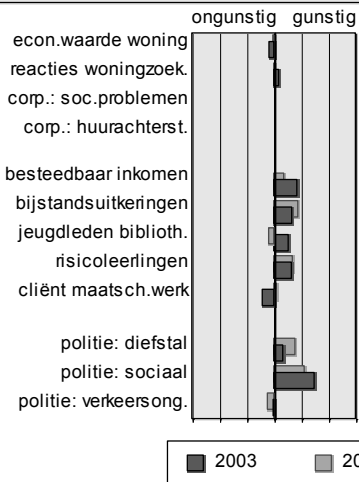 ongunstig gunstig
econ.waarde woning
reacties woningzoek.
corp.: soc.problemen
corp.: huurachterst.
besteedbaar inkomen
bijstandsuitkeringen
jeugdleden biblioth.
risicoleerlingen
cliënt maatsch.werk
politie: diefstal
politie: sociaal
politie: verkeersong.
2003